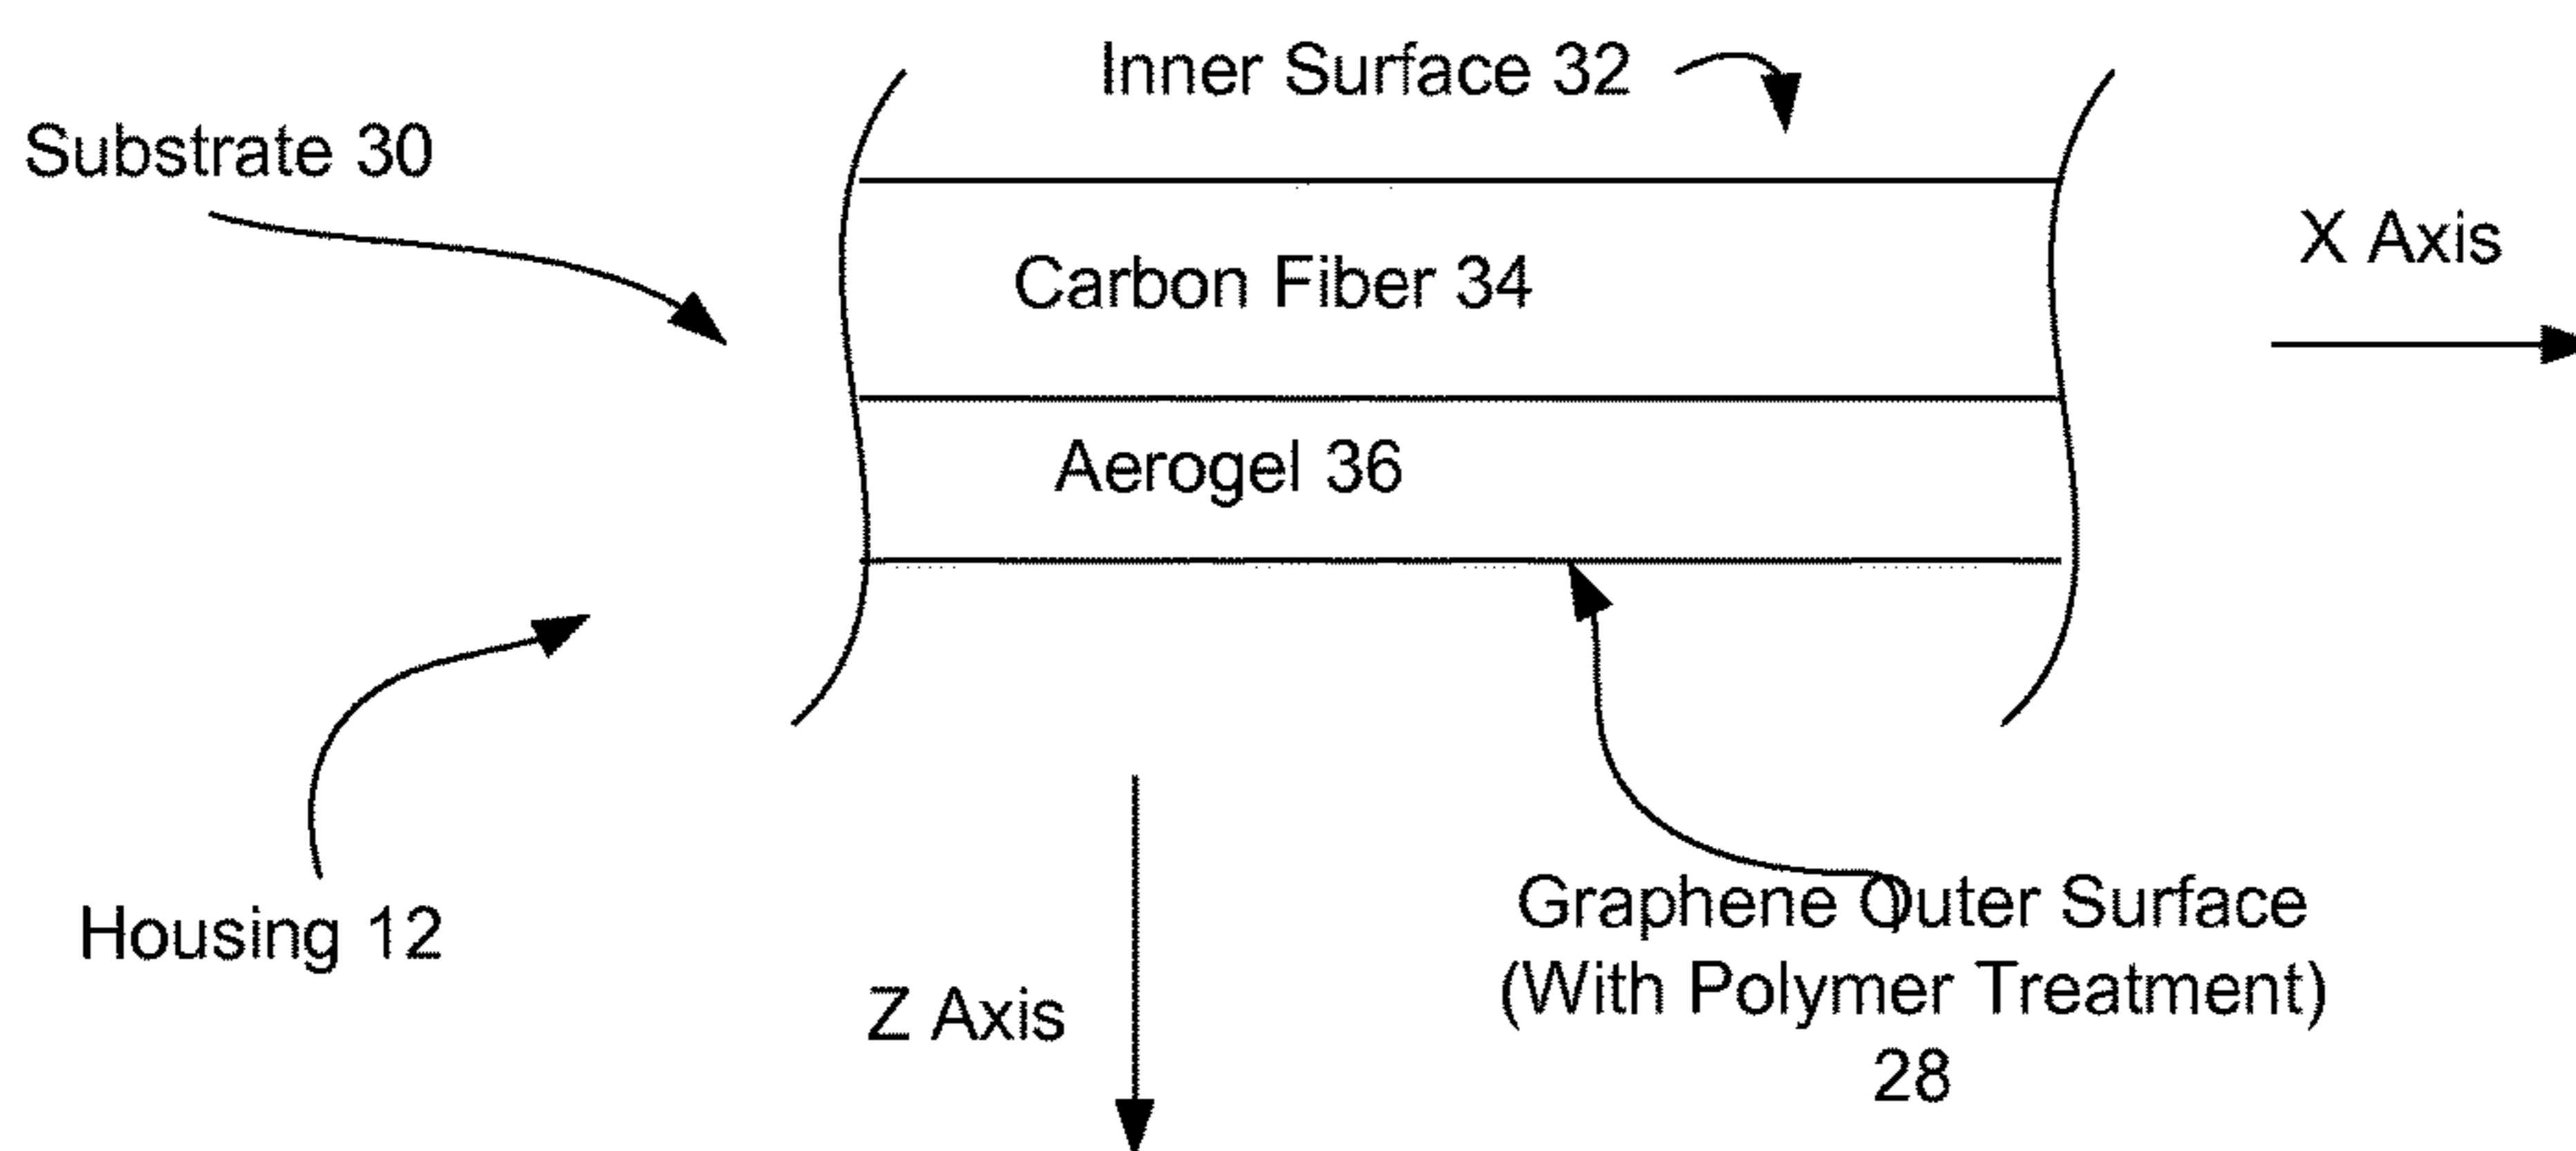 Inner Surface 32
Substrate 30
X Axis
Carbon Fiber 34
Aerogel 36
Housing 12
Z Axis
Graphene Outer Surface
(With Polymer Treatment)
28